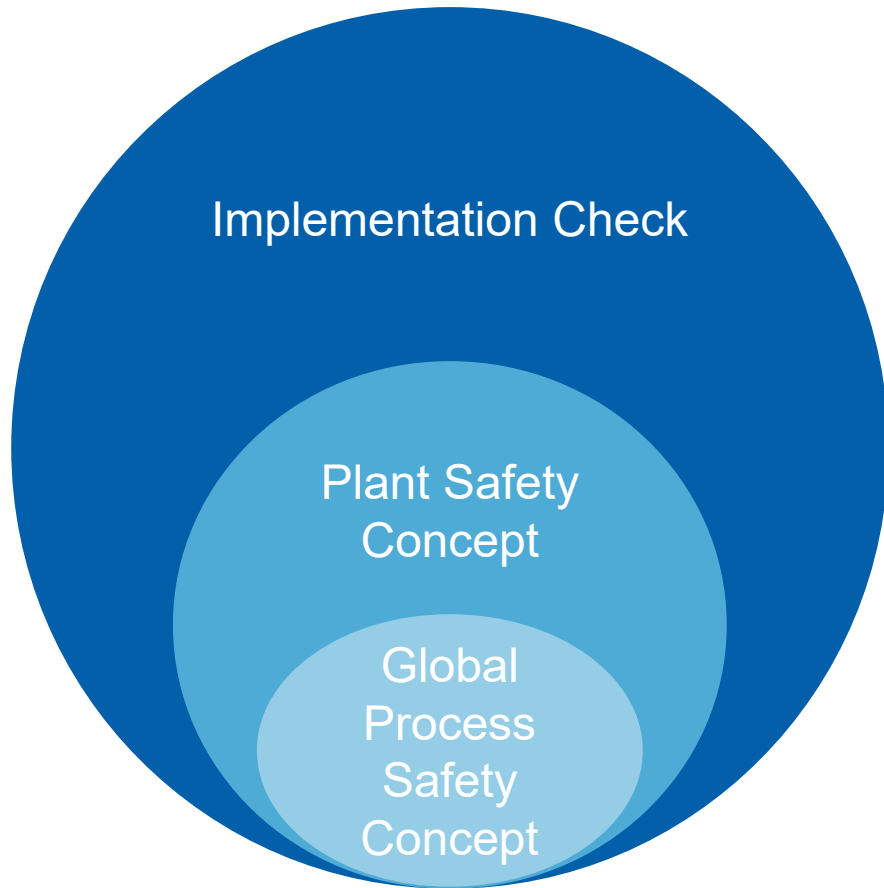 Implementation Check
Plant Safety
Concept
Global
Process
Safety
Concept